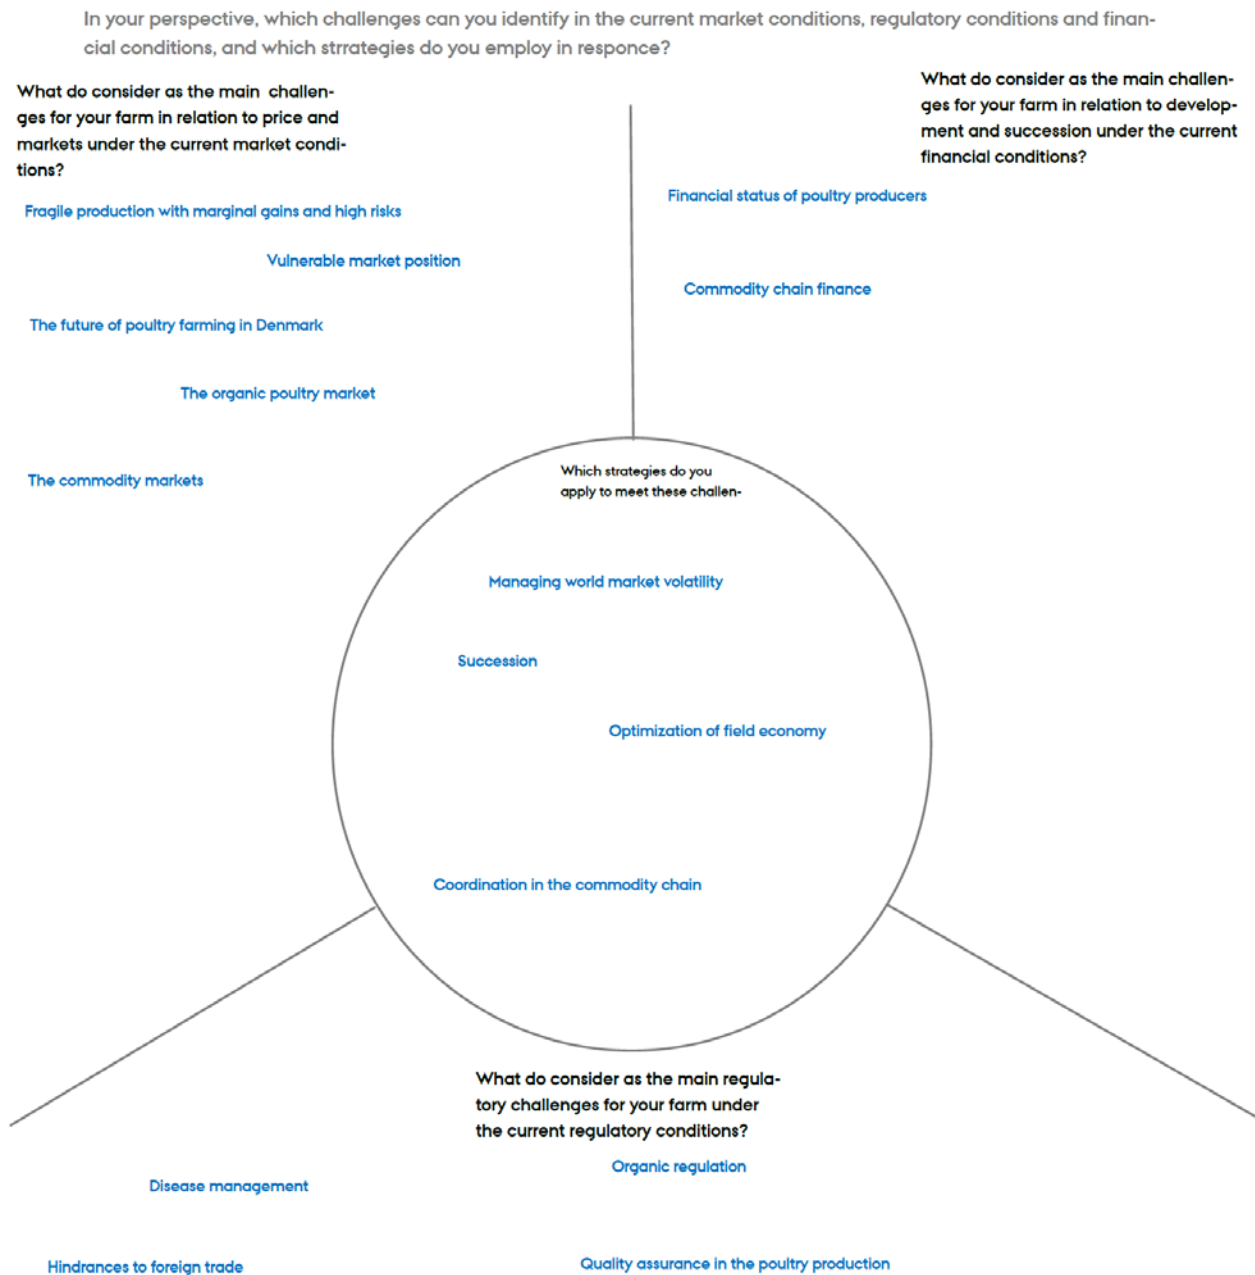 In your perspective, which challenges can you identify in the current market conditions, regulatory conditions and finan-
cial conditions, and which strrategies do you employ in responce?
What do consider as the main challen-
ges for your farm in relation to price and
markets under the current market condi-
tions?
Fragile production with marginal gains and high risks
Vulnerable market position
The future of poultry farming in Denmark
The organic poultry market
The commodity markets
What do consider as the main challen-
ges for your farm in relation to develop-
ment and succession under the current
financial conditions?
Financial status of poultry producers
Commodity chain finance
Which strategies do you
apply to meet these challen-
Managing world market volatility
Succession
Optimization of field economy
Coordination in the commodity chain
What do consider as the main regula-
tory challenges for your farm under
the current regulatory conditions?
Organic regulation
Disease management
Quality assurance in the poultry production
Hindrances to foreign trade